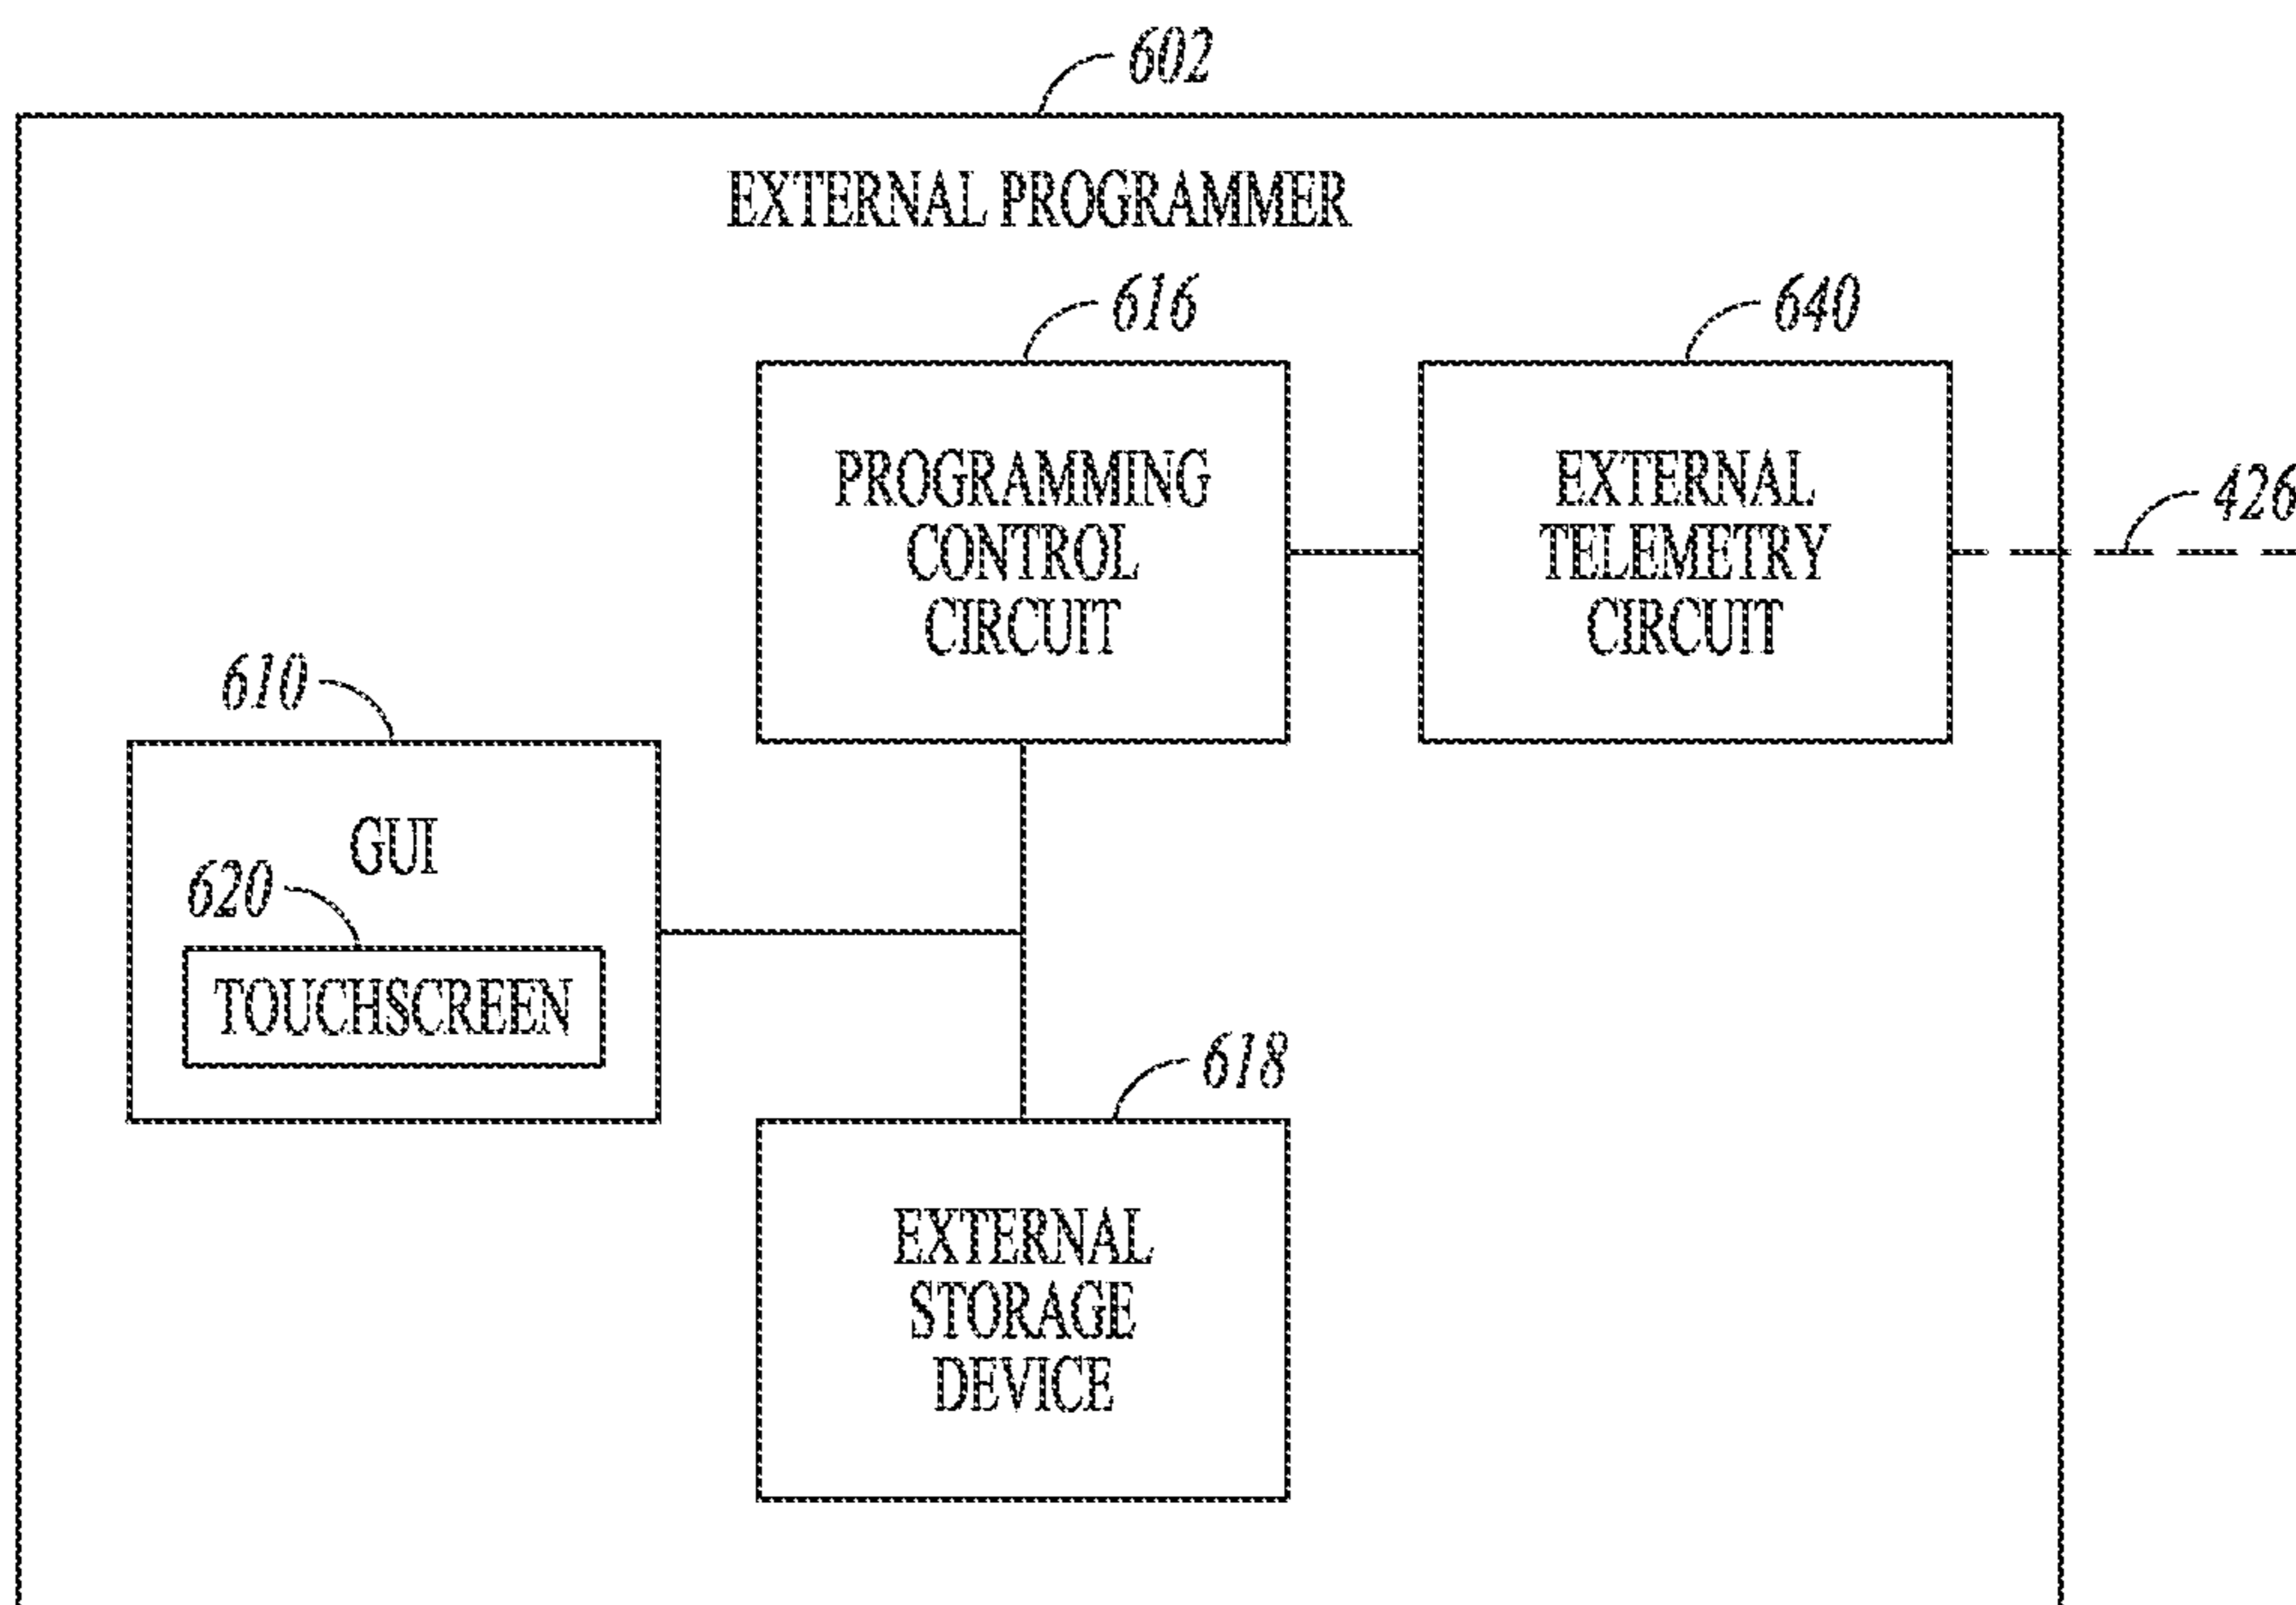 602
EXTERNAL PROGRAMMER
616
640
PROGRAMMING
CONTROL
CIRCUIT
EXTERNAL
TELEMETRY
CIRCUIT
426
610
GUI
620
TOUCHSCREEN
618
EXTERNAL
STORAGE
DEVICE